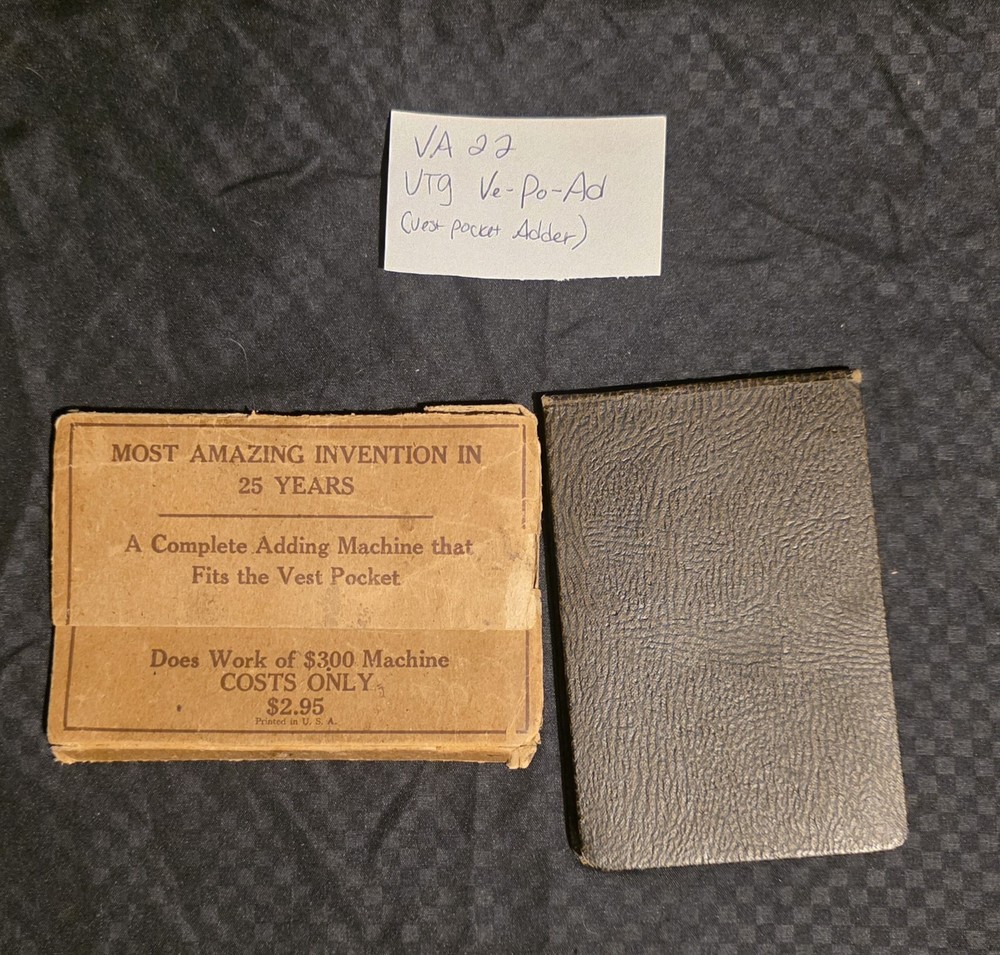 VA 22
VTg Ve-Po-Ad
(Vest pocket Adder)
MOST AMAZING INVENTION IN
25 YEARS
A Complete Adding Machine that
Fits the Vest Pocket
Does Work of $300 Machine
COSTS ONLY
$2.95
Printed in U. S. A.